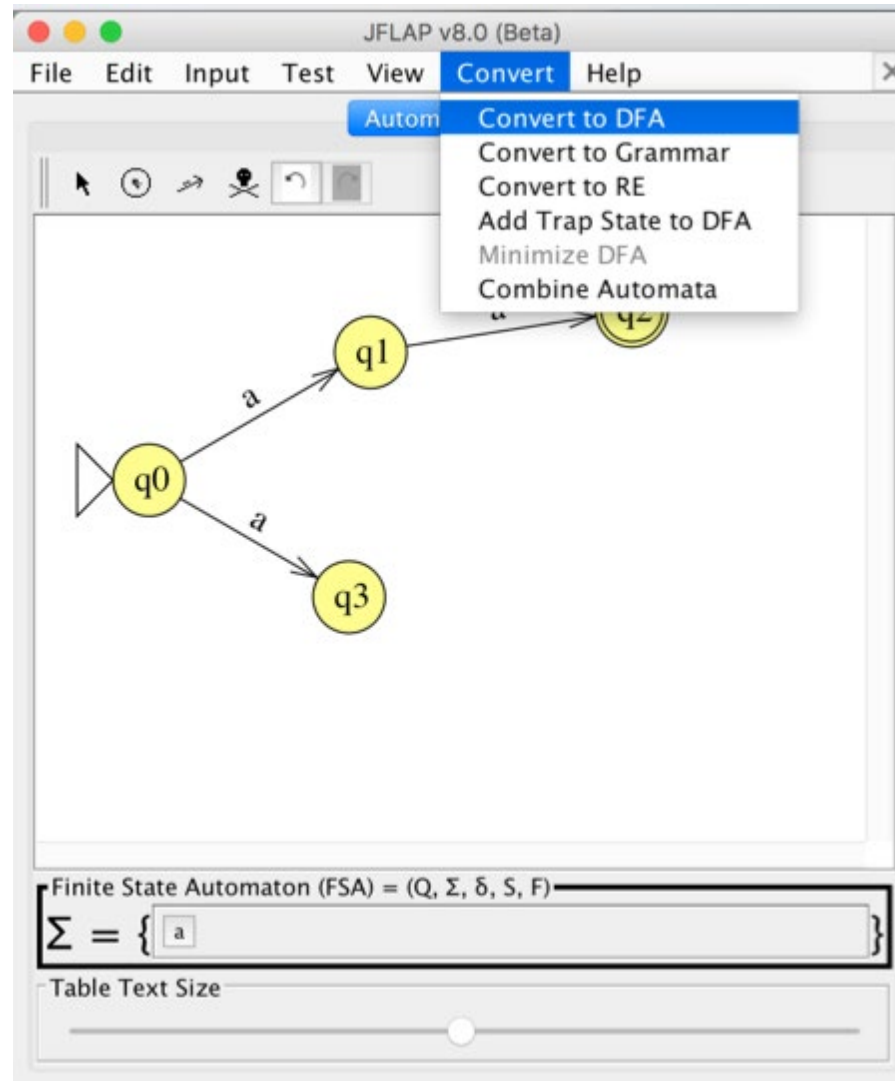 JFLAP v8.0 (Beta)
File Edit Input Test View Convert Help
Autom
Convert to DFA
Convert to Grammar
Convert to RE
Add Trap State to DFA
Minimize DFA
Combine Automata
a
q2
q1
a
q0
a
q3
Finite State Automaton (FSA) = (Q, Σ, δ, S, F)
Σ = { a }
Table Text Size